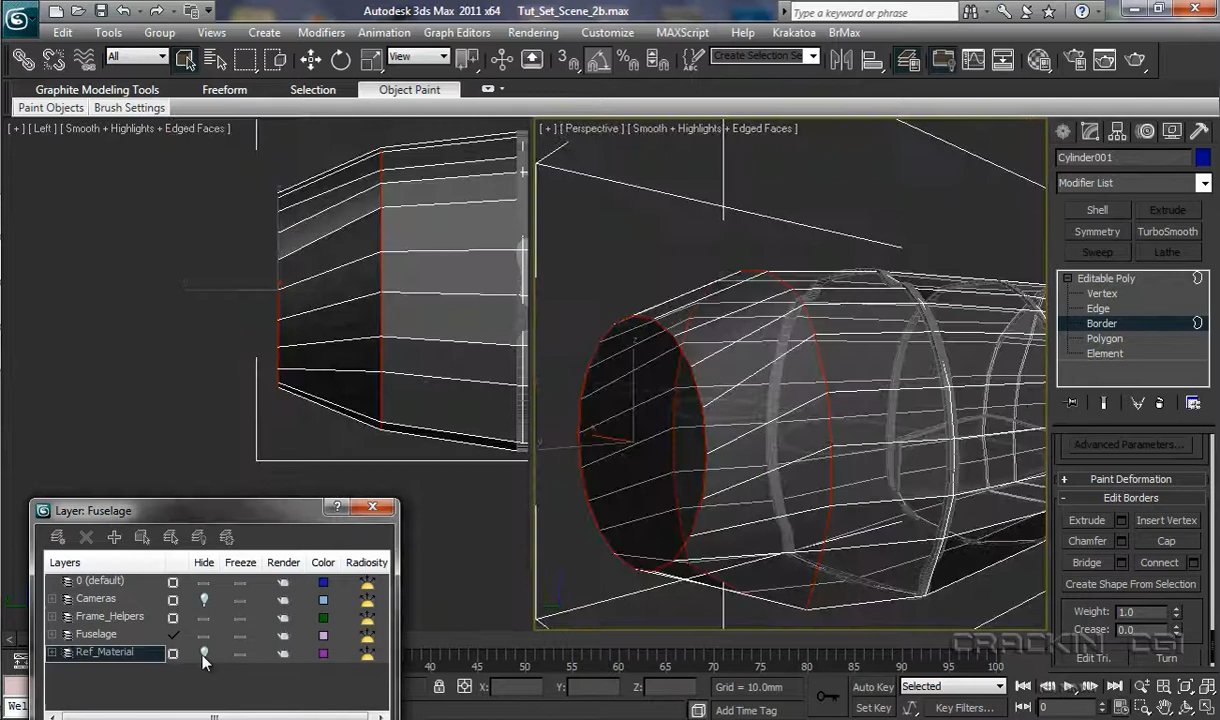 Autodesk 3ds Max 2011 x64 Tut_Set_Scene_2b.max
Type a keyword or phrase
Edit Tools Group Views Create Modifiers Animation Graph Editors Rendering Customize MAXScript Help Krakatoa BrMax
All View 3 Create Selection Se
Graphite Modeling Tools Freeform Selection Object Paint
Paint Objects Brush Settings
[ + ] [ Left ] [ Smooth + Highlights + Edged Faces ]
[ + ] [ Perspective ] [ Smooth + Highlights + Edged Faces ]
Cylinder001
Modifier List
Shell Extrude
Symmetry TurboSmooth
Sweep Lathe
Editable Poly
Vertex
Edge
Border
Polygon
Element
Advanced Parameters...
+ Paint Deformation
- Edit Borders
Extrude Insert Vertex
Chamfer Cap
Bridge Connect
Create Shape From Selection
Weight: 1.0
Crease: 0.0
Edit Tri. Turn
z
x
y
Layer: Fuselage
Layers Hide Freeze Render Color Radiosity
0 (default)
Cameras
Frame_Helpers
Fuselage
Ref_Material
CRACKIN_CGI
40 45 50 55 60 65 70 75 80 85 90 95 100
X: Y: Z: Grid = 10.0mm
Add Time Tag
Auto Key Selected
Set Key Key Filters... 0
Wel